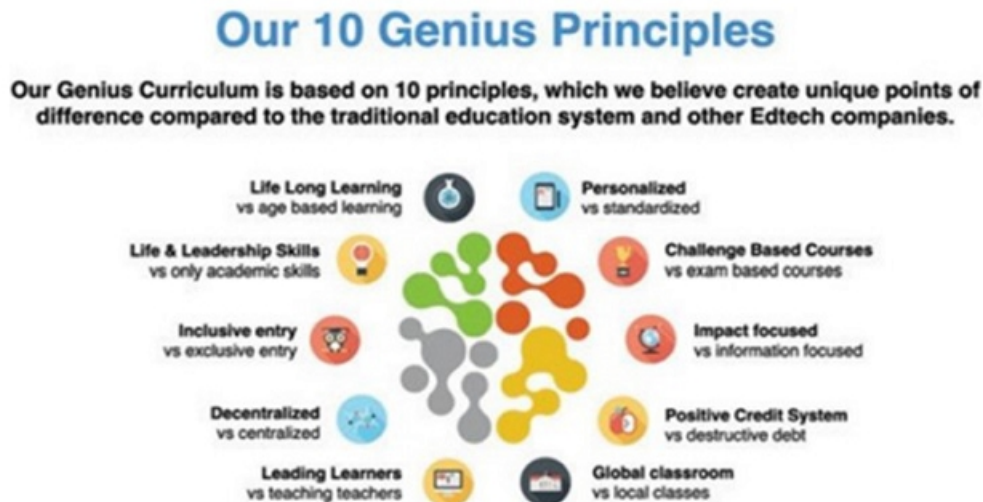 Our 10 Genius Principles
Our Genius Curriculum is based on 10 principles, which we believe create unique points of
difference compared to the traditional education system and other Edtech companies.
Life Long Learning
vs age based learning
Personalized
vs standardized
Life & Leadership Skills
vs only academic skills
Challenge Based Courses
vs exam based courses
Inclusive entry
vs exclusive entry
Impact focused
vs information focused
Decentralized
vs centralized
Positive Credit System
vs destructive debt
Leading Learners
vs teaching teachers
Global classroom
vs local classes